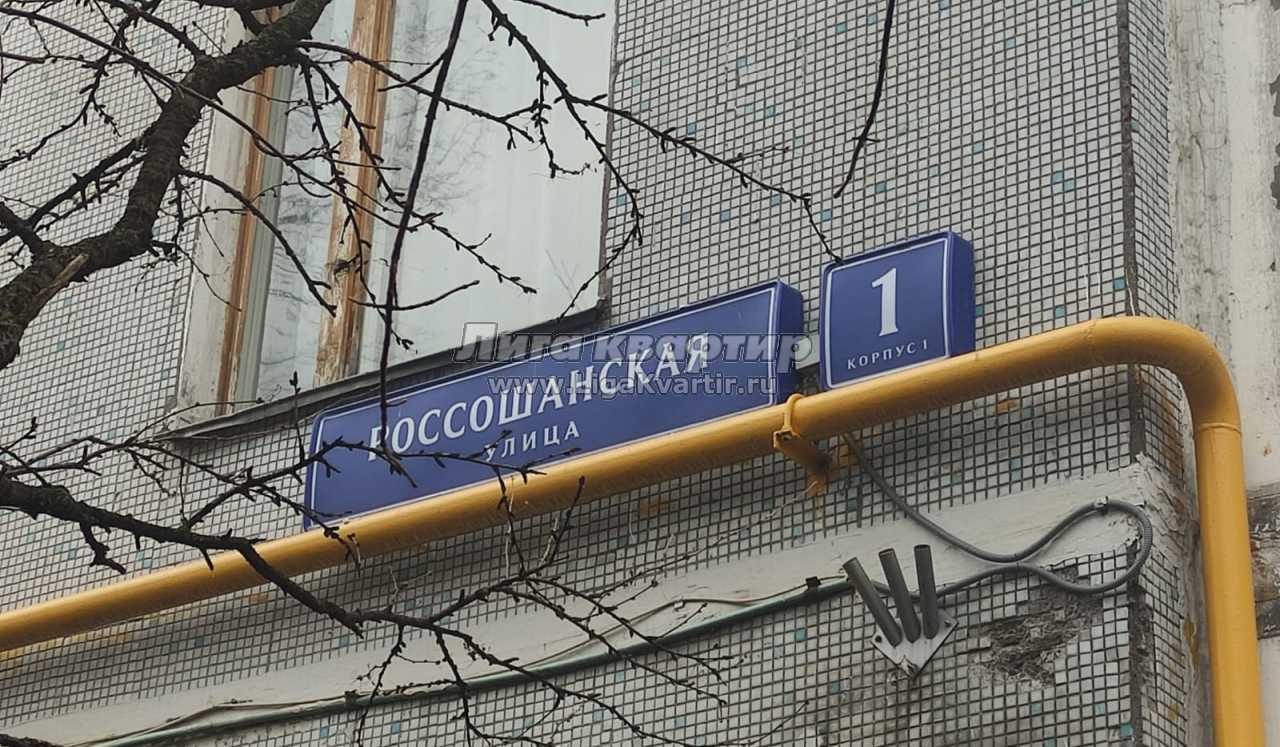 РОССОШАНСКАЯ
УЛИЦА
1
КОРПУС 1
Лига квартир
www.ligakvartir.ru